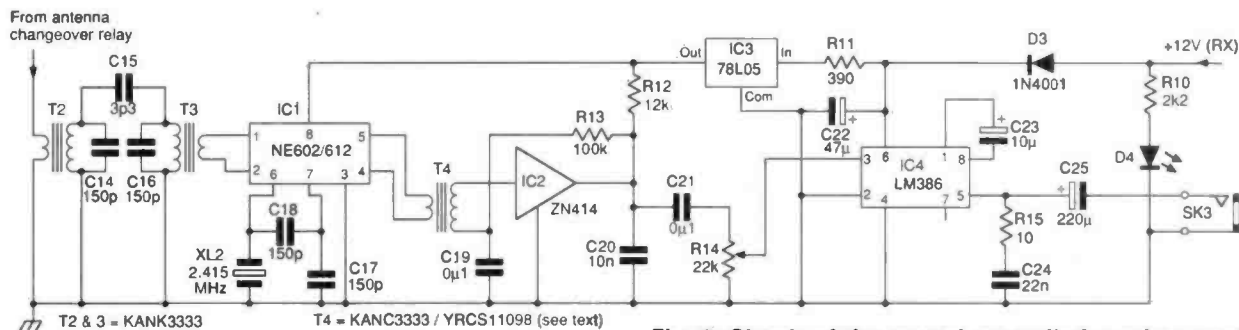 From antenna
changeover relay
C15
3p3
T2
T3
C14
150p
C16
150p
IC1
8
NE602/612
1
2
5
4
6
7
3
C18
150p
XL2
2.415
MHz
C17
150p
T4
R13
100k
R12
12k
IC2
ZN414
C19
0µ1
C20
10n
C21
0µ1
R14
22k
Out
IC3
78L05
In
Com
R11
390
C22
47µ
+
D3
1N4001
+12V (RX)
R10
2k2
D4
3
6
1
8
2
IC4
LM386
5
4
7
C23
10µ
+
C25
220µ
+
R15
10
C24
22n
SK3
T2 & 3 = KANK3333
T4 = KANC3333 / YRCS11098 (see text)